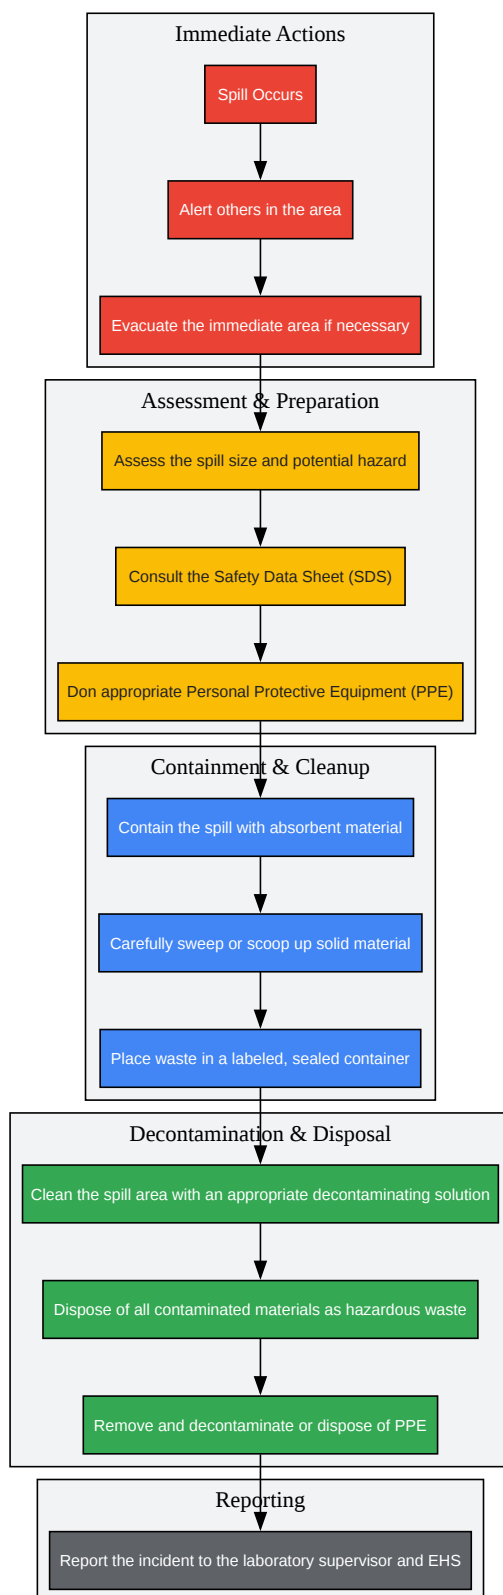 Immediate Actions
Spill Occurs
Alert others in the area
Evacuate the immediate area if necessary
Assessment & Preparation
Assess the spill size and potential hazard
Consult the Safety Data Sheet (SDS)
Don appropriate Personal Protective Equipment (PPE)
Containment & Cleanup
Contain the spill with absorbent material
Carefully sweep or scoop up solid material
Place waste in a labeled, sealed container
Decontamination & Disposal
Clean the spill area with an appropriate decontaminating solution
Dispose of all contaminated materials as hazardous waste
Remove and decontaminate or dispose of PPE
Reporting
Report the incident to the laboratory supervisor and EHS